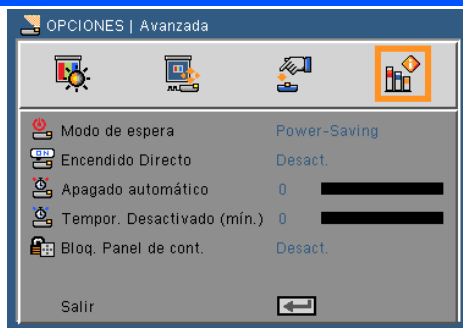 OPCIONES | Avanzada
Modo de espera Power-Saving
Encendido Directo Desact.
Apagado automático 0
Tempor. Desactivado (mín.) 0
Bloq. Panel de cont. Desact.
Salir